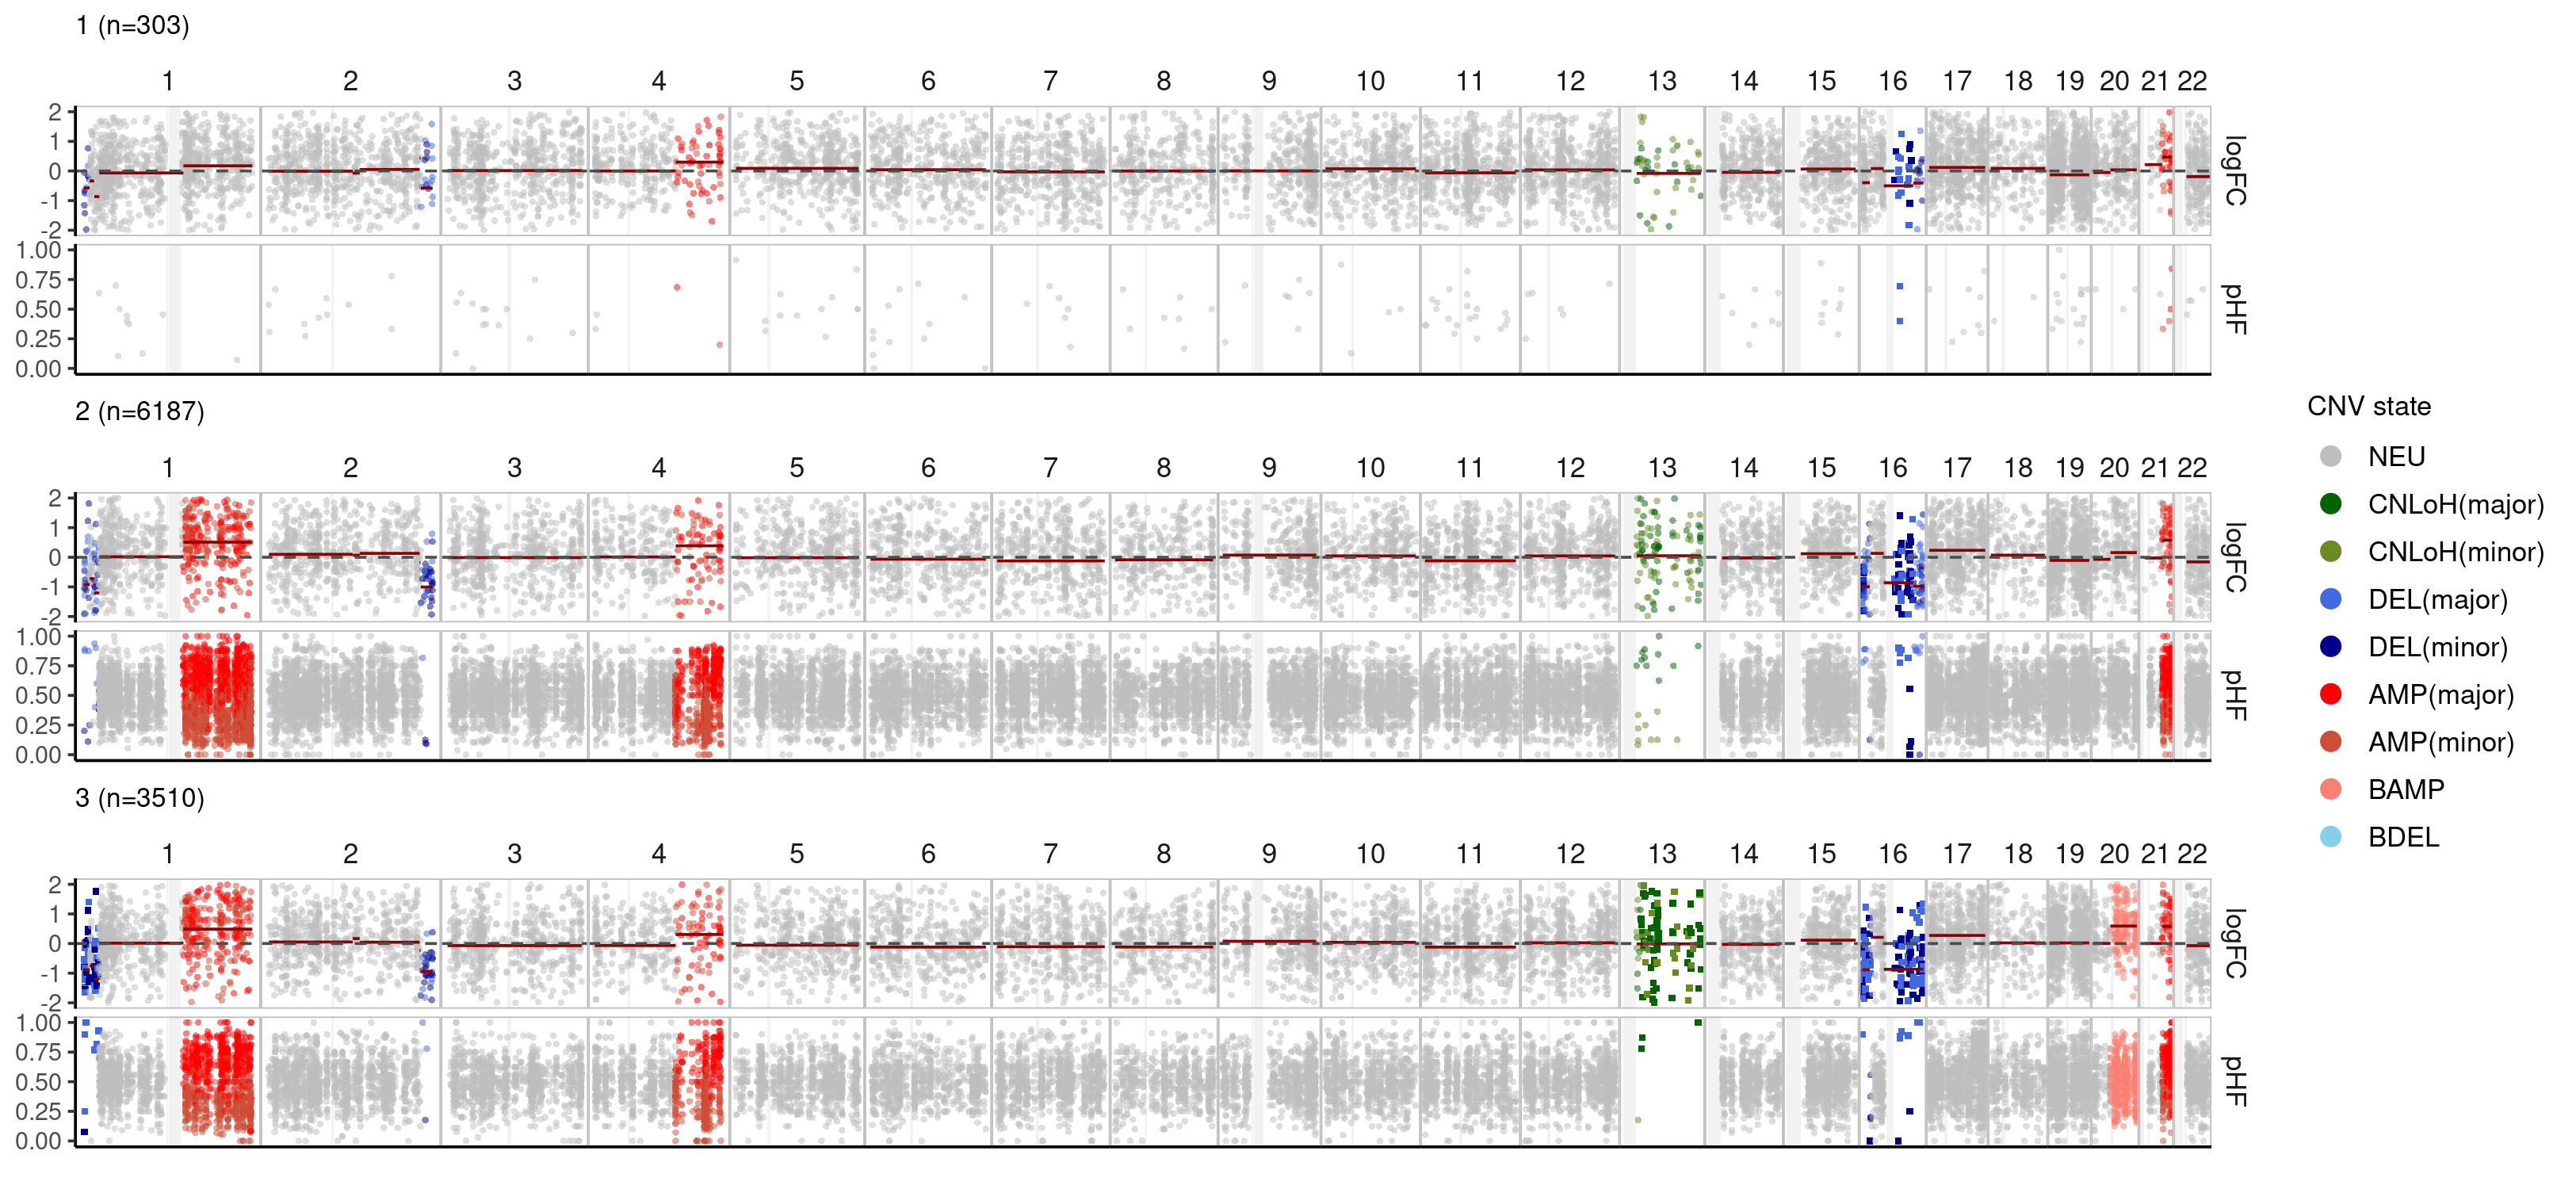 1 (n=303)
1 2 3 4 5 6 7 8 9 10 11 12 13 14 15 16 17 18 19 20 21 22
2
1
0
-1
-2
logFC
1.00
0.75
0.50
0.25
0.00
pHF
2 (n=6187)
1 2 3 4 5 6 7 8 9 10 11 12 13 14 15 16 17 18 19 20 21 22
2
1
0
-1
-2
logFC
1.00
0.75
0.50
0.25
0.00
pHF
3 (n=3510)
1 2 3 4 5 6 7 8 9 10 11 12 13 14 15 16 17 18 19 20 21 22
2
1
0
-1
-2
logFC
1.00
0.75
0.50
0.25
0.00
pHF
CNV state
NEU
CNLoH(major)
CNLoH(minor)
DEL(major)
DEL(minor)
AMP(major)
AMP(minor)
BAMP
BDEL